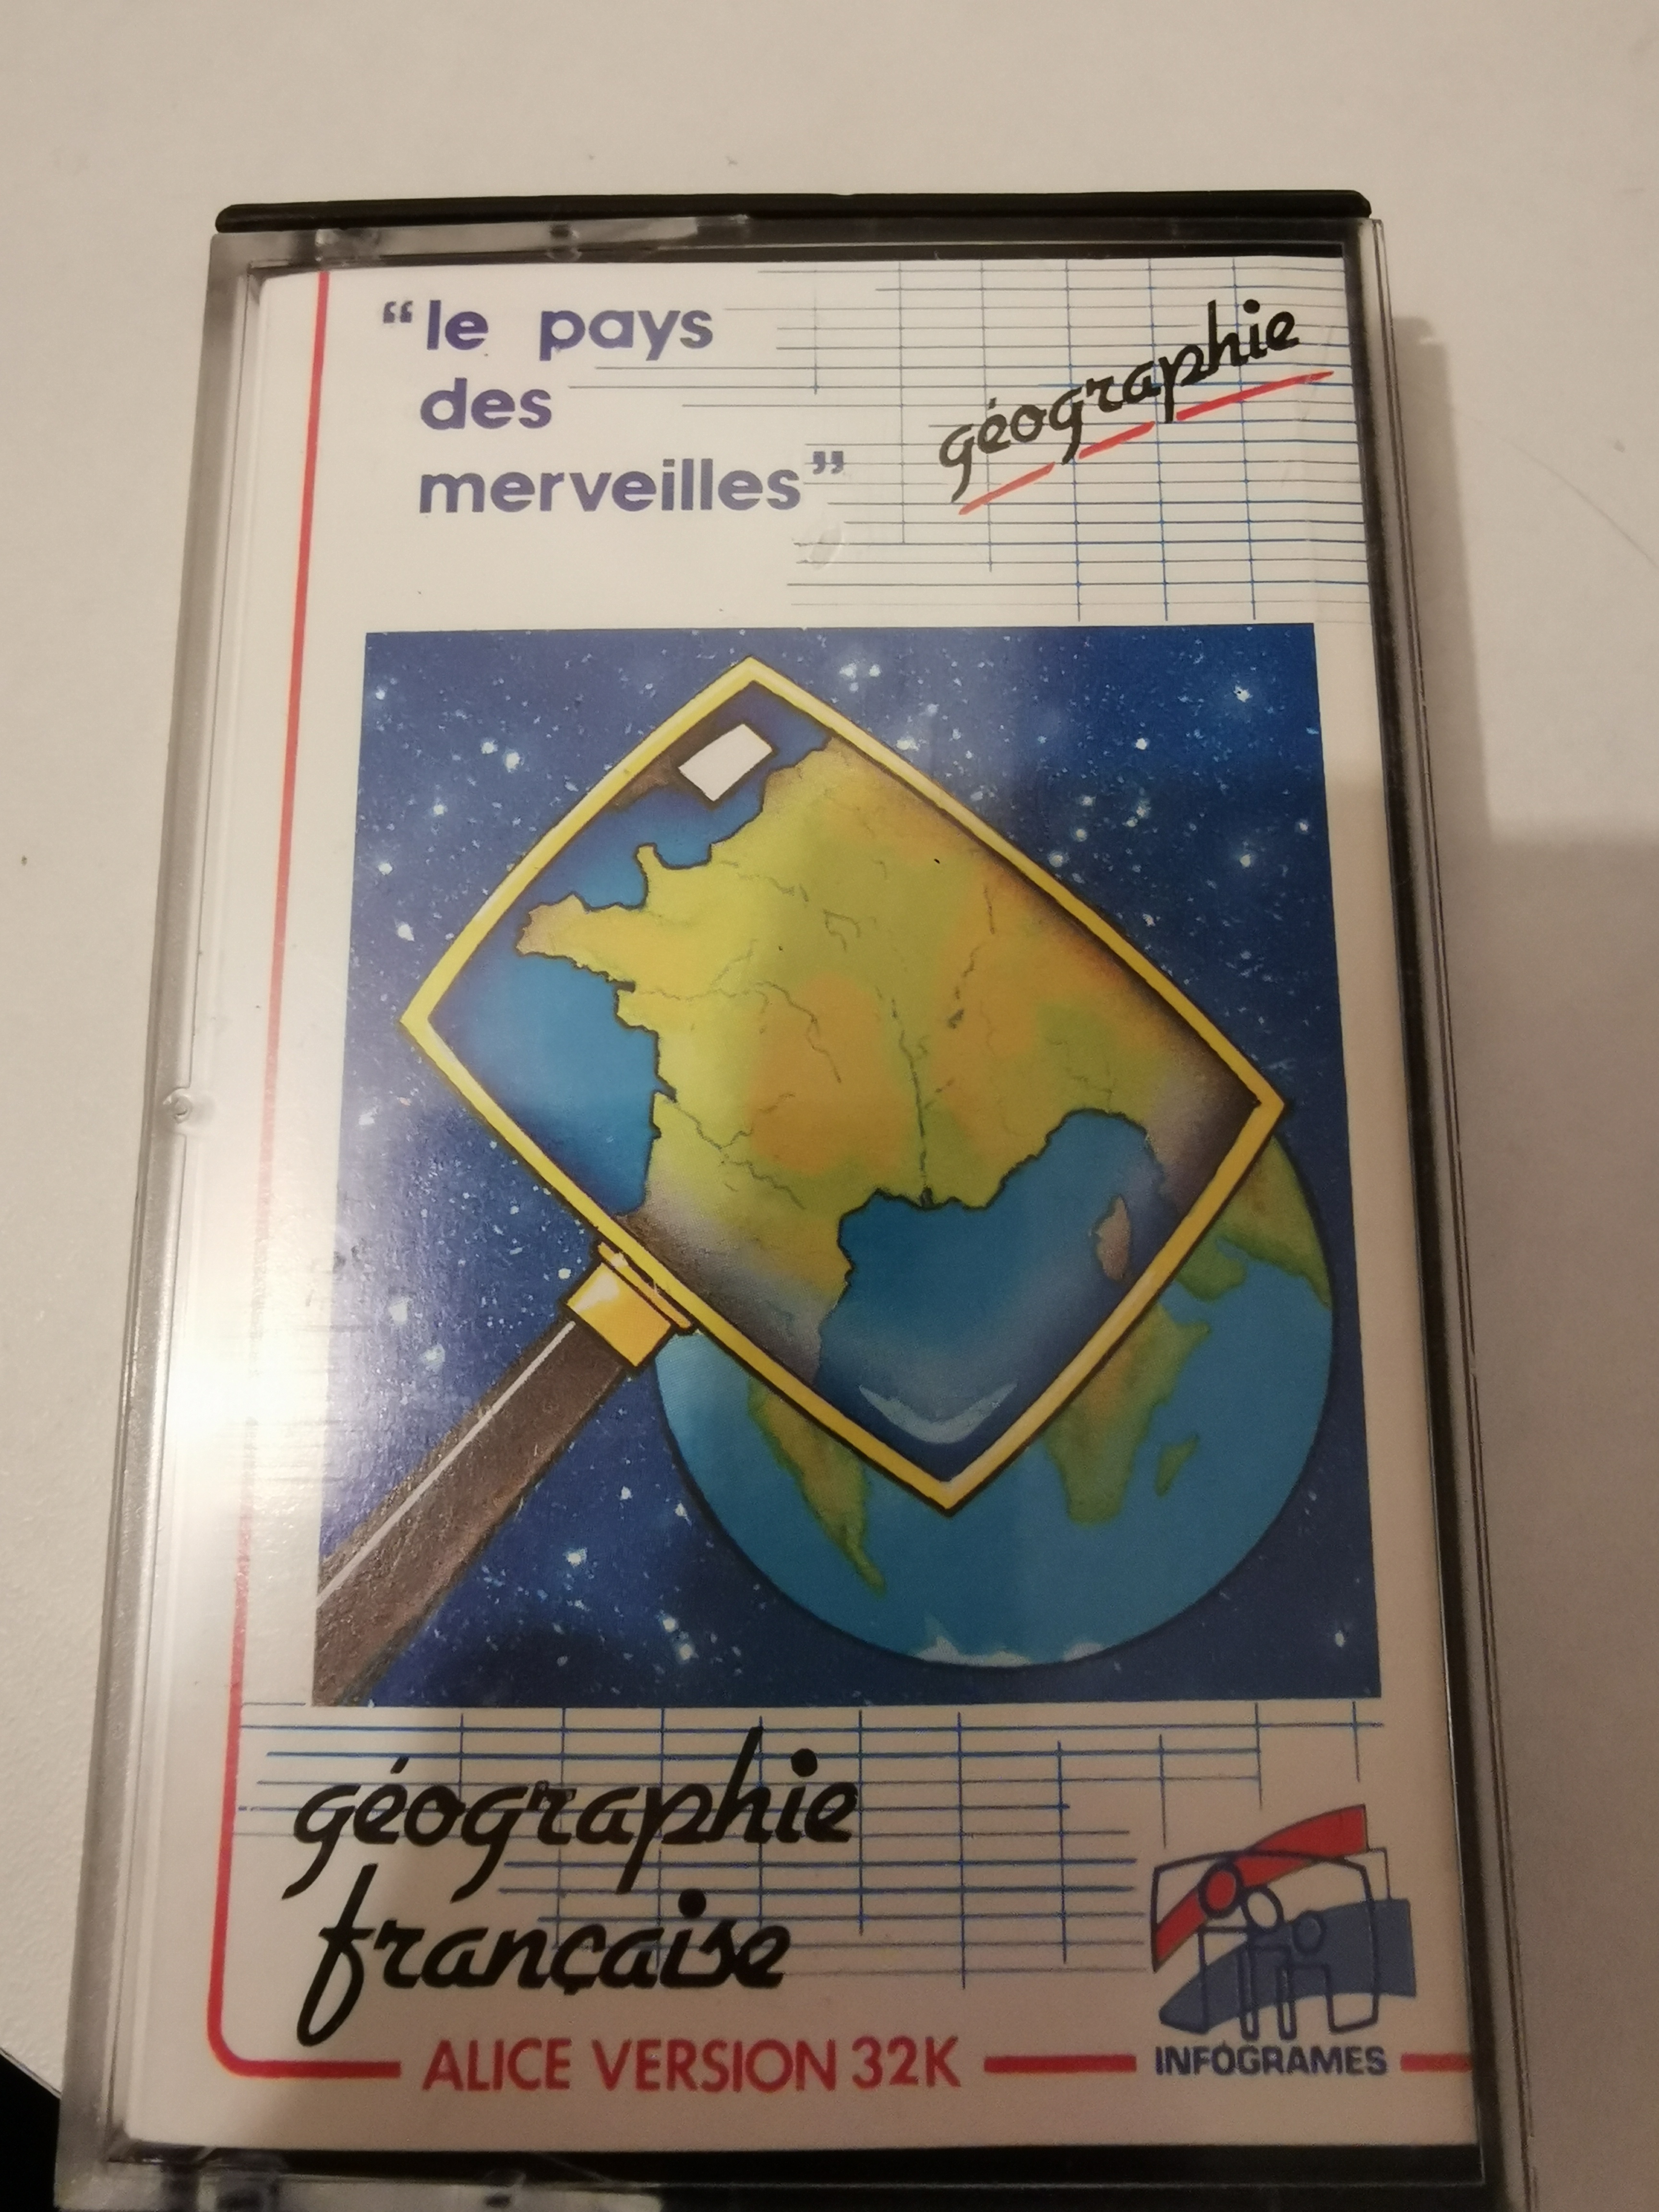 “le pays
des
merveilles”
géographie
géographie
française
ALICE VERSION 32K
INFOGRAMES